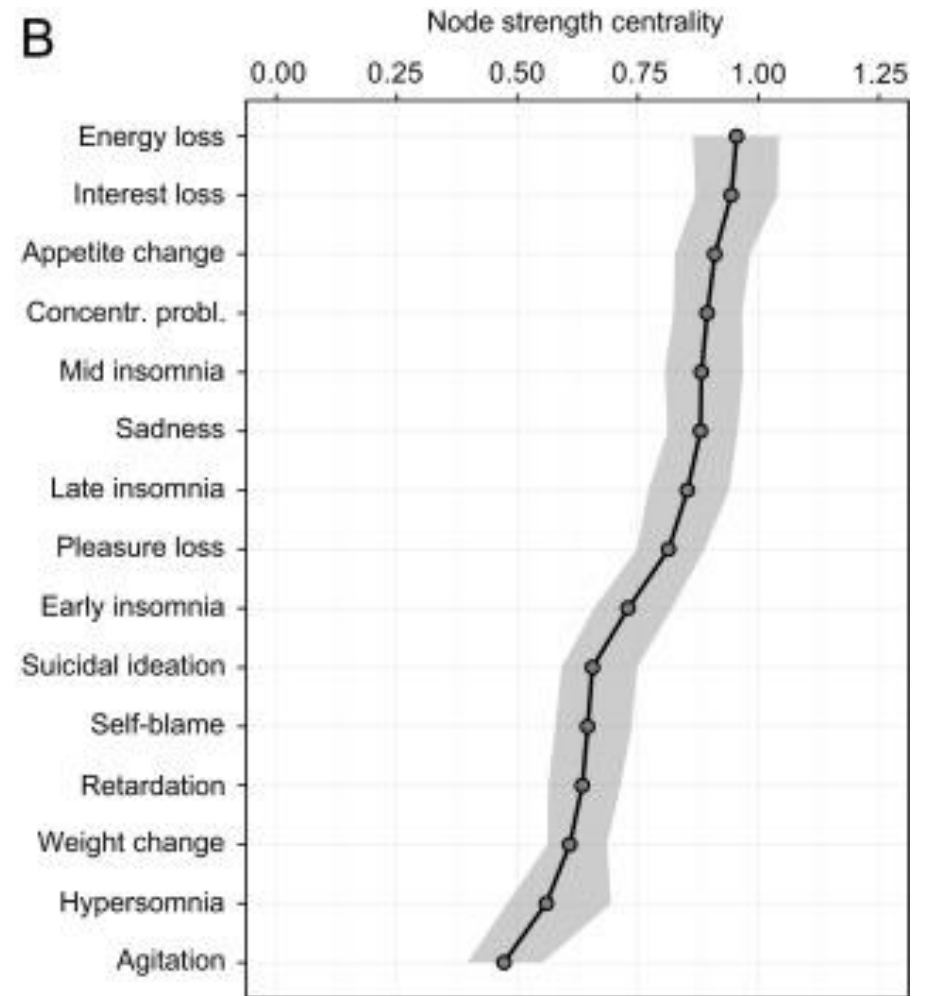 B
Node strength centrality
0.00 0.25 0.50 0.75 1.00 1.25
Energy loss
Interest loss
Appetite change
Concentr. probl.
Mid insomnia
Sadness
Late insomnia
Pleasure loss
Early insomnia
Suicidal ideation
Self-blame
Retardation
Weight change
Hypersomnia
Agitation